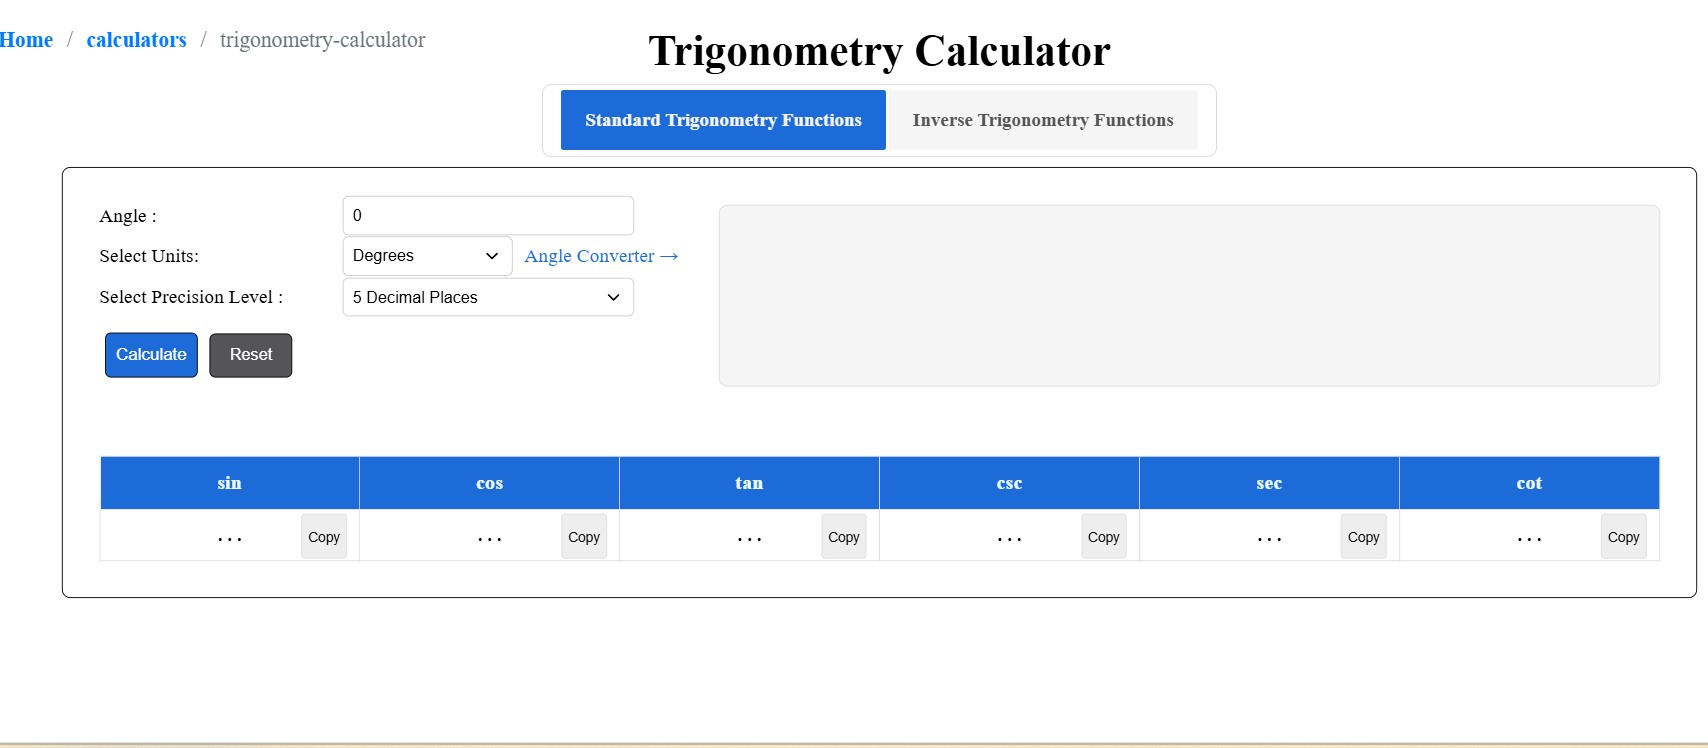 Home / calculators / trigonometry-calculator
Trigonometry Calculator
Standard Trigonometry Functions Inverse Trigonometry Functions
Angle : 0
Select Units: Degrees Angle Converter →
Select Precision Level : 5 Decimal Places
Calculate Reset
sin cos tan csc sec cot
... Copy ... Copy ... Copy ... Copy ... Copy ... Copy